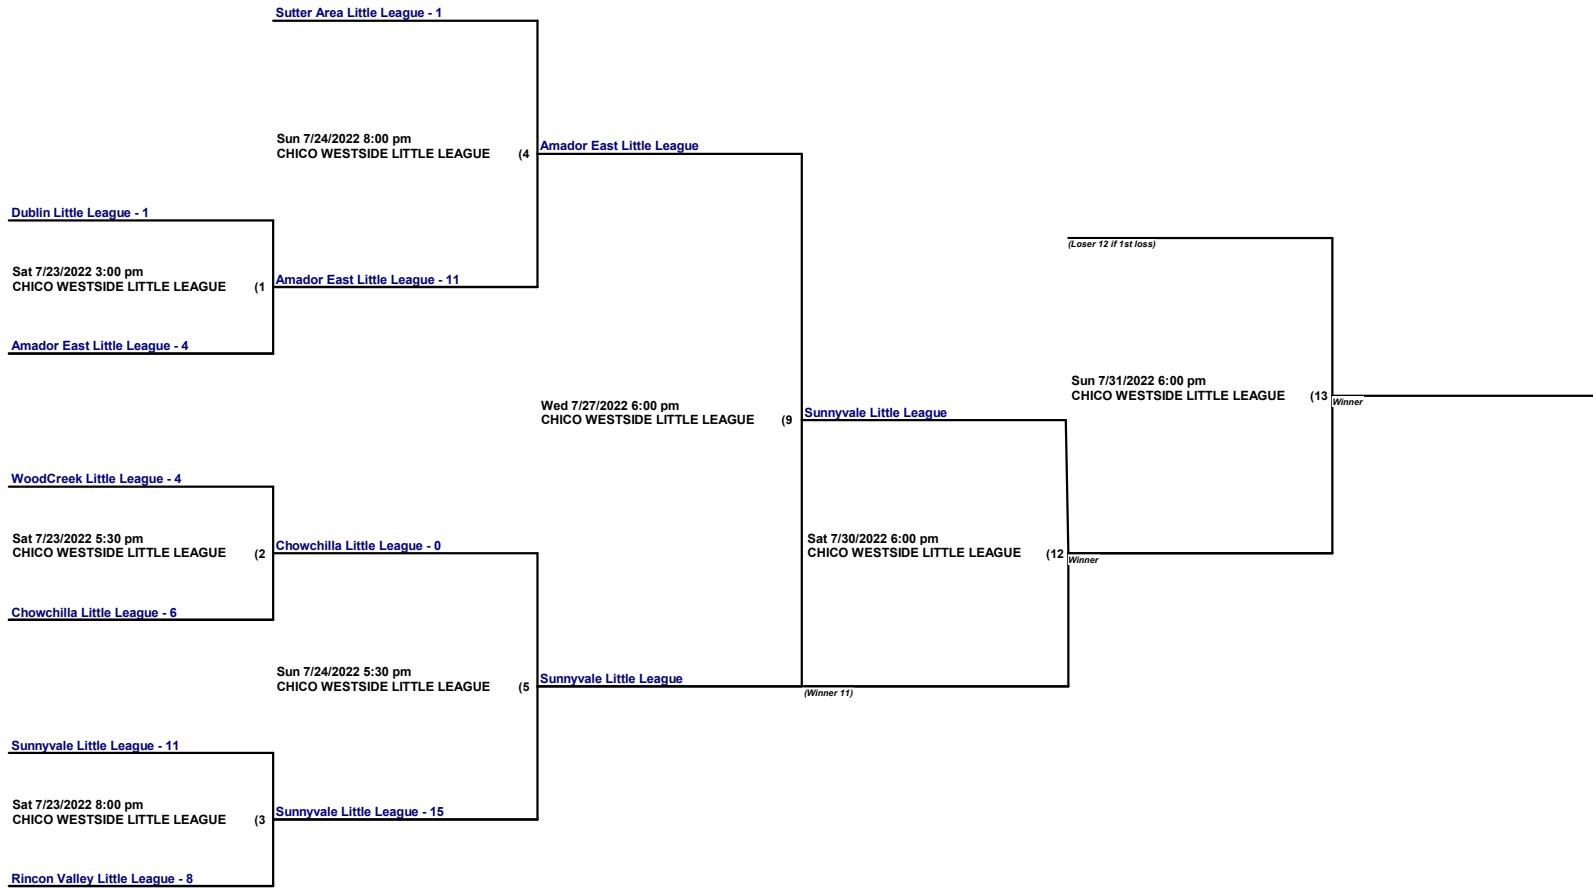 Sutter Area Little League - 1
Sun 7/24/2022 8:00 pm
CHICO WESTSIDE LITTLE LEAGUE (4
Amador East Little League
Dublin Little League - 1
(Loser 12 if 1st loss)
Sat 7/23/2022 3:00 pm
CHICO WESTSIDE LITTLE LEAGUE (1
Amador East Little League - 11
Amador East Little League - 4
Sun 7/31/2022 6:00 pm
CHICO WESTSIDE LITTLE LEAGUE (13
Winner
Wed 7/27/2022 6:00 pm
CHICO WESTSIDE LITTLE LEAGUE (9
Sunnyvale Little League
WoodCreek Little League - 4
Sat 7/23/2022 5:30 pm
CHICO WESTSIDE LITTLE LEAGUE (2
Chowchilla Little League - 0
Sat 7/30/2022 6:00 pm
CHICO WESTSIDE LITTLE LEAGUE (12
Winner
Chowchilla Little League - 6
Sun 7/24/2022 5:30 pm
CHICO WESTSIDE LITTLE LEAGUE (5
Sunnyvale Little League
(Winner 11)
Sunnyvale Little League - 11
Sat 7/23/2022 8:00 pm
CHICO WESTSIDE LITTLE LEAGUE (3
Sunnyvale Little League - 15
Rincon Valley Little League - 8